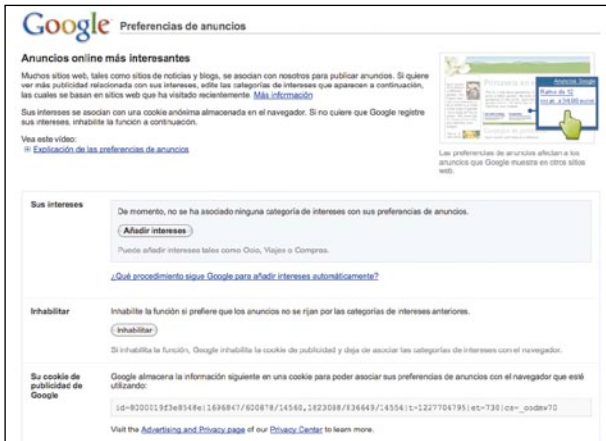 Google Preferencias de anuncios
Anuncios online más interesantes
Muchos sitios web, tales como sitios de noticias y blogs, se asocian con nosotros para publicar anuncios. Si quiere
ver más publicidad relacionada con sus intereses, edite las categorías de intereses que aparecen a continuación,
las cuales se basan en sitios web que ha visitado recientemente. Más información
Sus intereses se asocian con una cookie anónima almacenada en el navegador. Si no quiere que Google registre
sus intereses, inhabilite la función a continuación.
Vea este vídeo:
Explicación de las preferencias de anuncios
Anuncios Google
Ramo de 12
rosas a 34,99 euros
Las preferencias de anuncios afectan a los
anuncios que Google muestra en otros sitios
web.
Sus intereses
De momento, no se ha asociado ninguna categoría de intereses con sus preferencias de anuncios.
Añadir intereses
Puede añadir intereses tales como Ocio, Viajes o Compras.
¿Qué procedimiento sigue Google para añadir intereses automáticamente?
Inhabilitar
Inhabilite la función si prefiere que los anuncios no se rijan por las categorías de intereses anteriores.
Inhabilitar
Si inhabilita la función, Google inhabilita la cookie de publicidad y deja de asociar las categorías de intereses con el navegador.
Su cookie de
publicidad de
Google
Google almacena la información siguiente en una cookie para poder asociar sus preferencias de anuncios con el navegador que esté
utilizando:
Visit the Advertising and Privacy page of our Privacy Center to learn more.